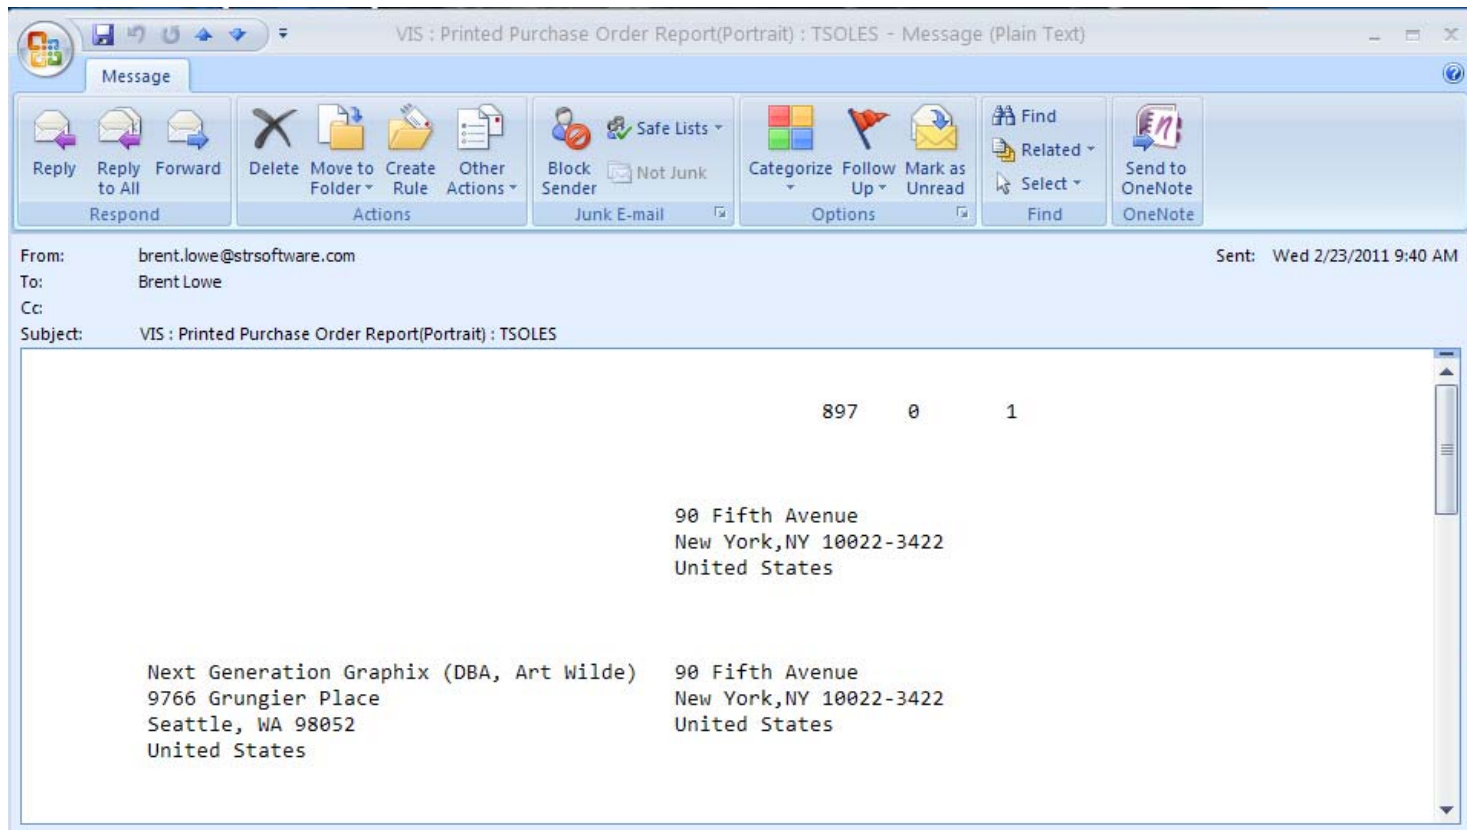 VIS : Printed Purchase Order Report(Portrait) : TSOLES - Message (Plain Text)
Message
Reply Reply to All Forward
Respond
Delete Move to Folder Create Rule Other Actions
Actions
Block Sender Safe Lists Not Junk
Junk E-mail
Categorize Follow Up Mark as Unread
Options
Find Related Select
Find
Send to OneNote
OneNote
From: brent.lowe@strsoftware.com Sent: Wed 2/23/2011 9:40 AM
To: Brent Lowe
Cc:
Subject: VIS : Printed Purchase Order Report(Portrait) : TSOLES
897 0 1
90 Fifth Avenue
New York,NY 10022-3422
United States
Next Generation Graphix (DBA, Art Wilde) 90 Fifth Avenue
9766 Grungier Place New York,NY 10022-3422
Seattle, WA 98052 United States
United States